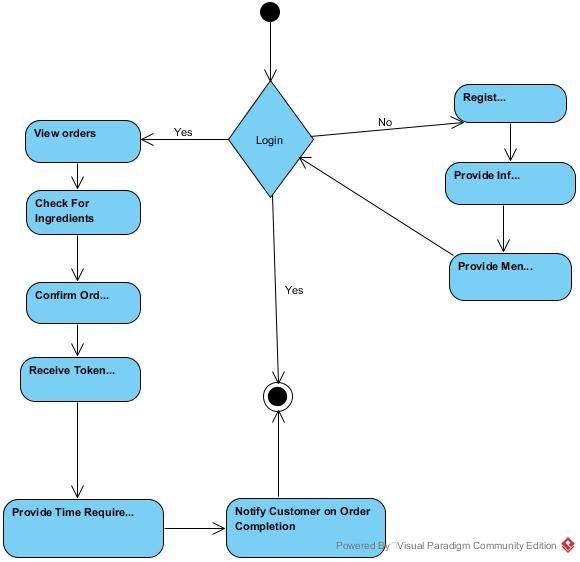 Login
No
Yes
Regist...
View orders
Provide Inf...
Check For
Ingredients
Provide Men...
Yes
Confirm Ord...
Receive Token...
Provide Time Require...
Notify Customer on Order
Completion
Powered By Visual Paradigm Community Edition